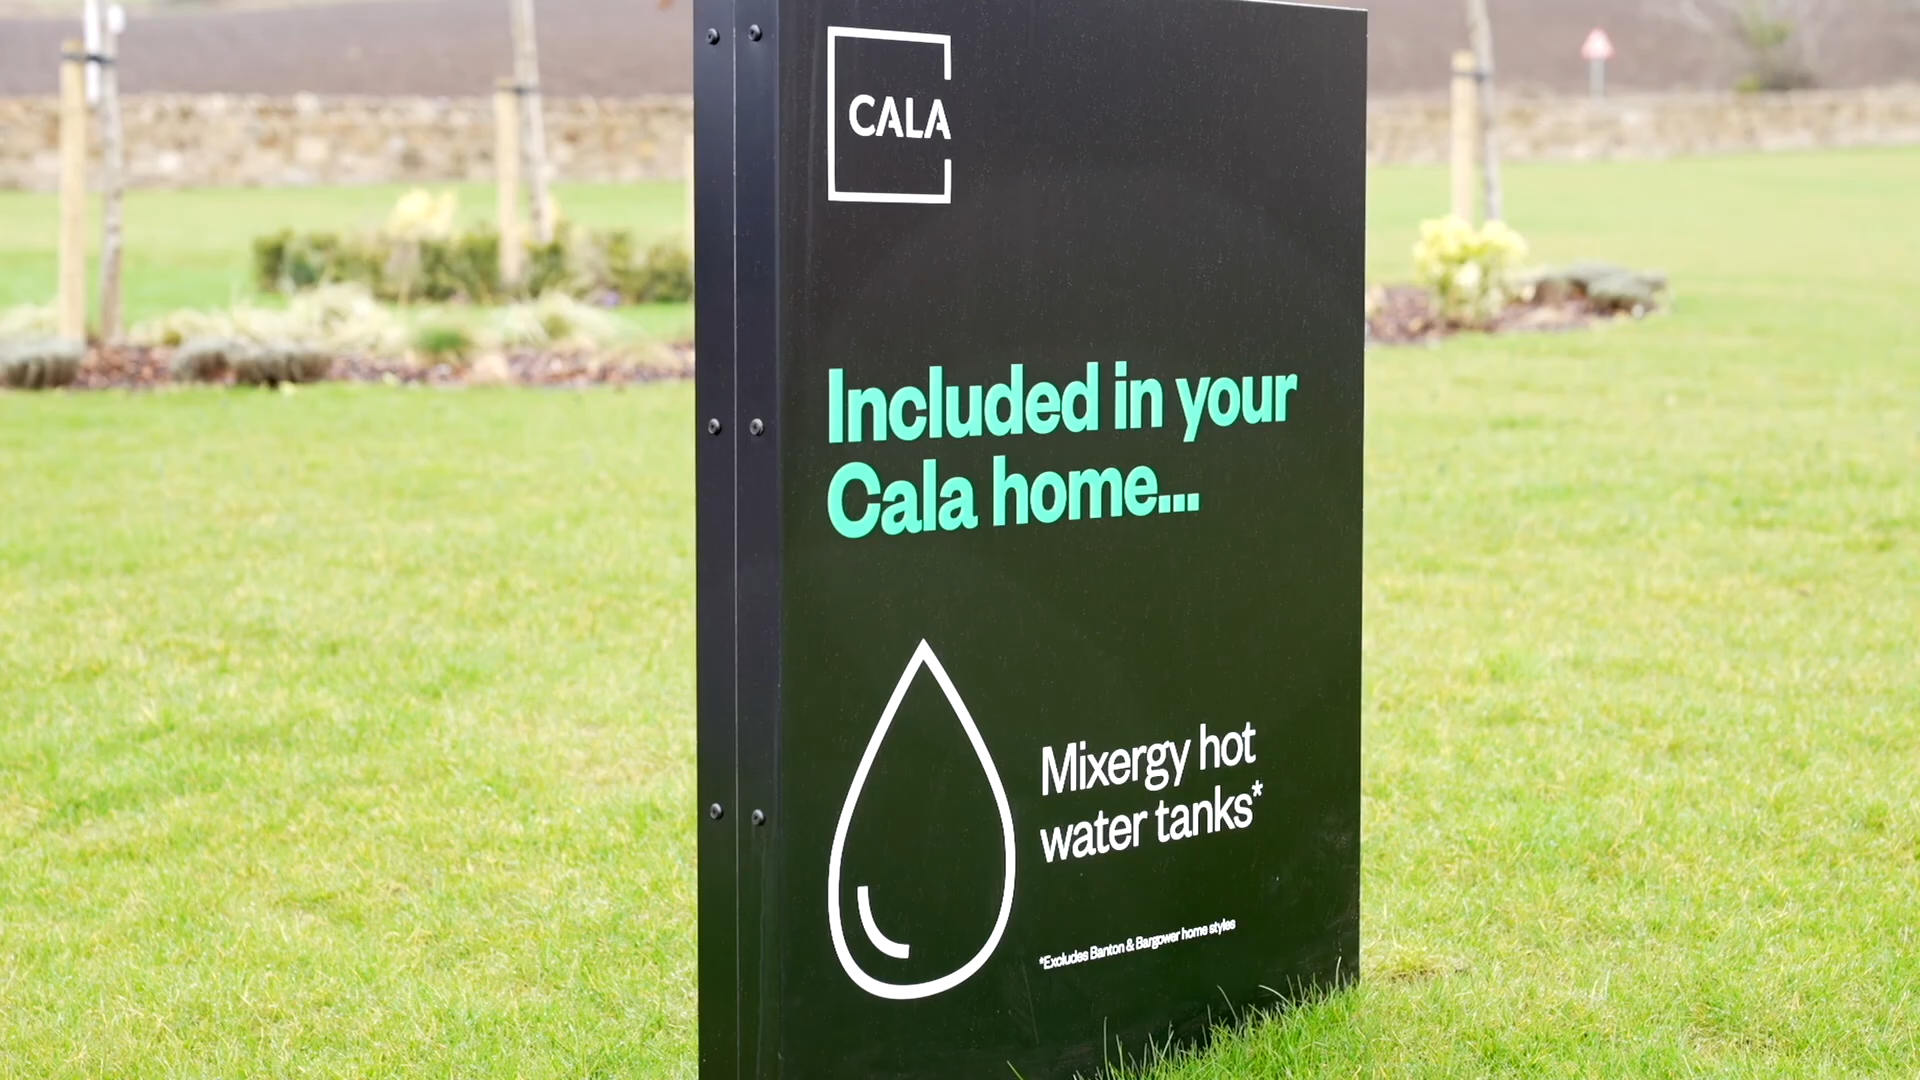 CALA
Included in your
Cala home...
Mixergy hot
water tanks*
*Excludes Banton & Bargower home styles